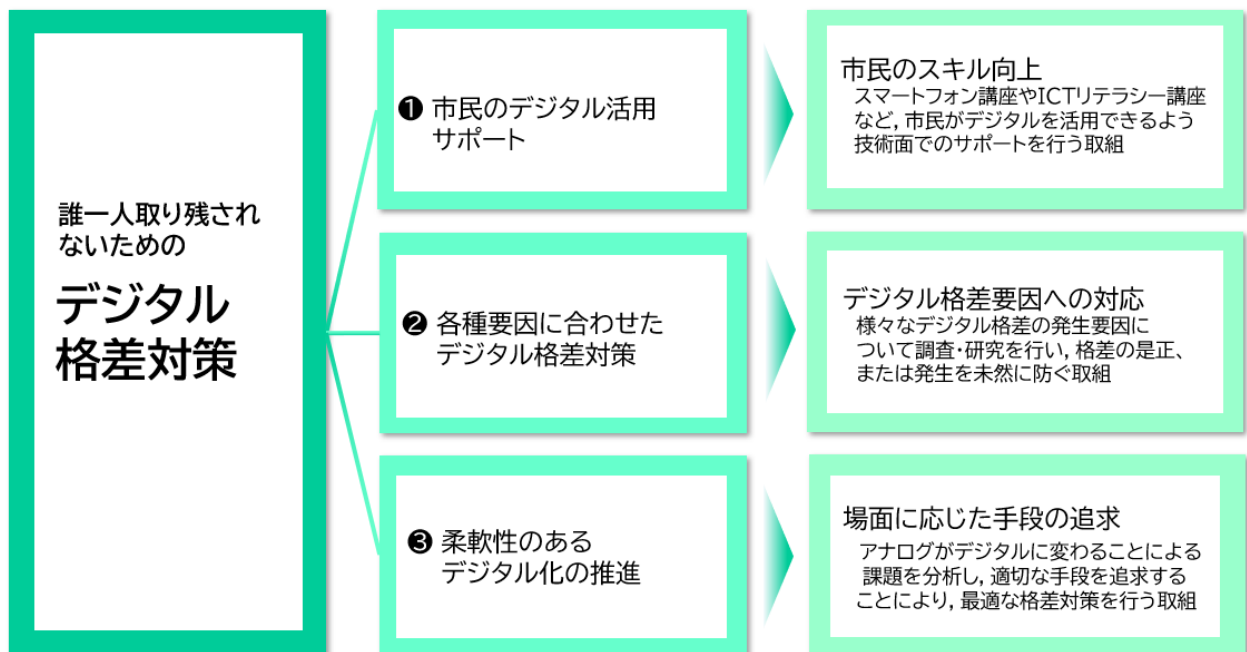 誰一人取り残され
ないための
デジタル
格差対策
❶ 市民のデジタル活用
サポート
市民のスキル向上
スマートフォン講座やICTリテラシー講座
など, 市民がデジタルを活用できるよう
技術面でのサポートを行う取組
❷ 各種要因に合わせた
デジタル格差対策
デジタル格差要因への対応
様々なデジタル格差の発生要因に
ついて調査・研究を行い, 格差の是正、
または発生を未然に防ぐ取組
❸ 柔軟性のある
デジタル化の推進
場面に応じた手段の追求
アナログがデジタルに変わることによる
課題を分析し, 適切な手段を追求する
ことにより, 最適な格差対策を行う取組